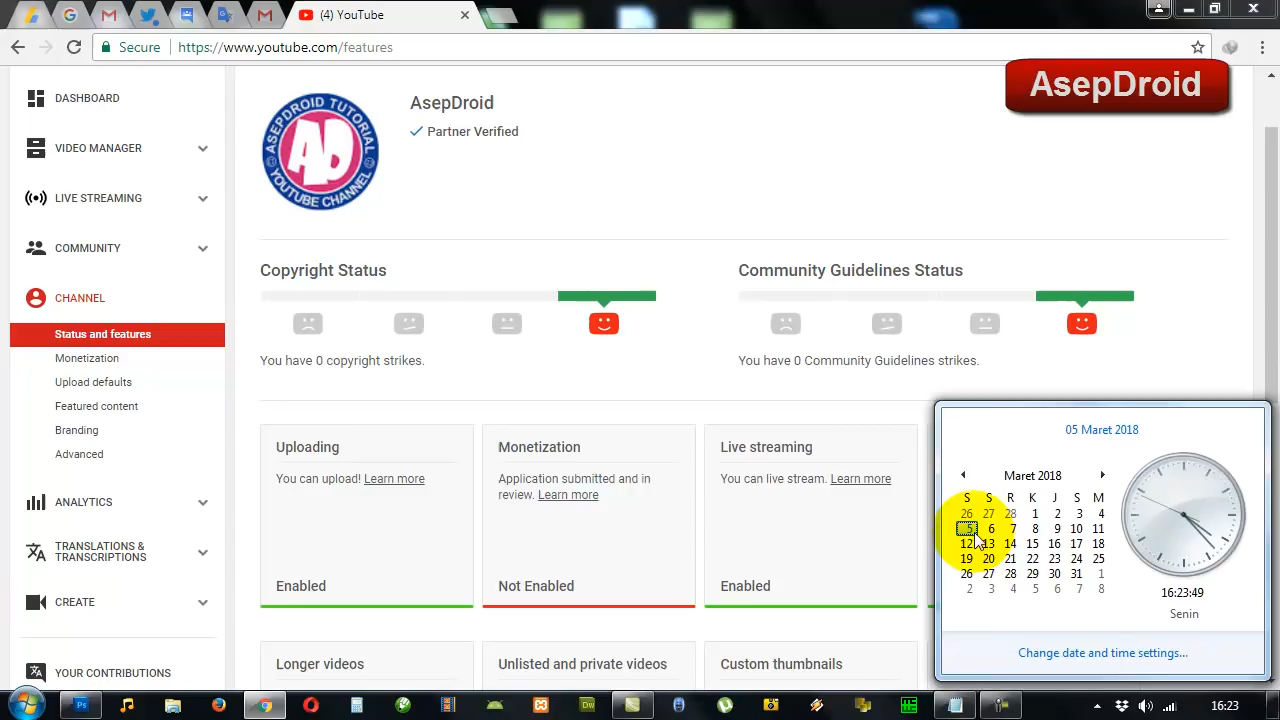 (4) YouTube
Secure
https://www.youtube.com/features
AsepDroid
DASHBOARD
VIDEO MANAGER
LIVE STREAMING
COMMUNITY
CHANNEL
Status and features
Monetization
Upload defaults
Featured content
Branding
Advanced
ANALYTICS
TRANSLATIONS &
TRANSCRIPTIONS
CREATE
YOUR CONTRIBUTIONS
ASEPDROID TUTORIAL
AD
YOUTUBE CHANNEL
AsepDroid
Partner Verified
Copyright Status
You have 0 copyright strikes.
Community Guidelines Status
You have 0 Community Guidelines strikes.
Uploading
You can upload! Learn more
Enabled
Monetization
Application submitted and in
review. Learn more
Not Enabled
Live streaming
You can live stream. Learn more
Enabled
Longer videos
Unlisted and private videos
Custom thumbnails
05 Maret 2018
Maret 2018
S S R K J S M
26 27 28 1 2 3 4
5 6 7 8 9 10 11
12 13 14 15 16 17 18
19 20 21 22 23 24 25
26 27 28 29 30 31 1
2 3 4 5 6 7 8
16:23:49
Senin
Change date and time settings...
Ps
Dw
16:23